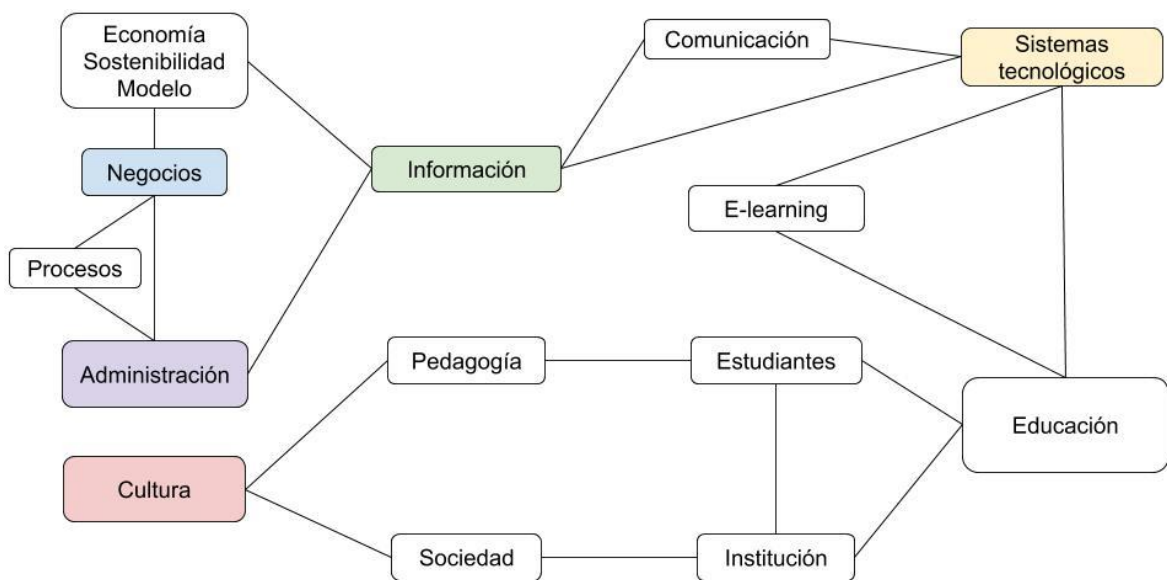 Economía
Sostenibilidad
Modelo
Comunicación
Sistemas
tecnológicos
Negocios
Información
E-learning
Procesos
Administración
Pedagogía
Estudiantes
Educación
Cultura
Sociedad
Institución